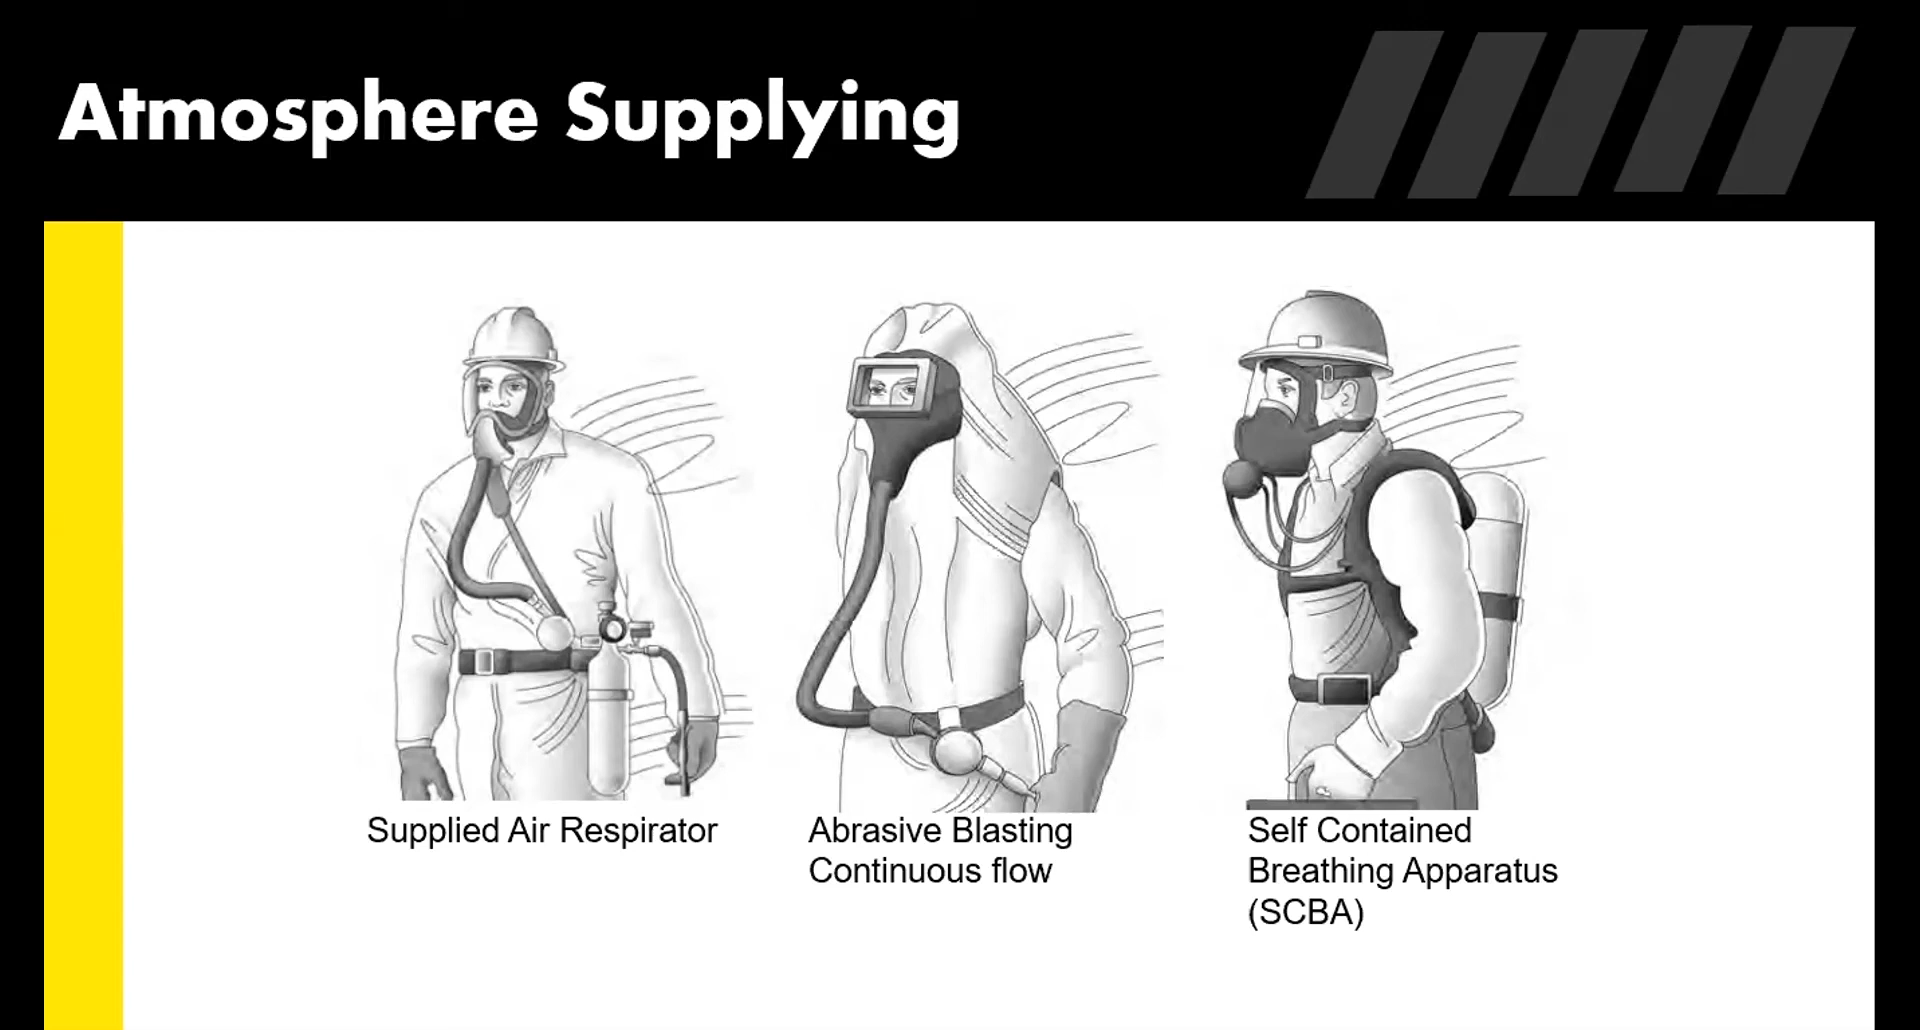 Atmosphere Supplying
Supplied Air Respirator
Abrasive Blasting
Continuous flow
Self Contained
Breathing Apparatus
(SCBA)